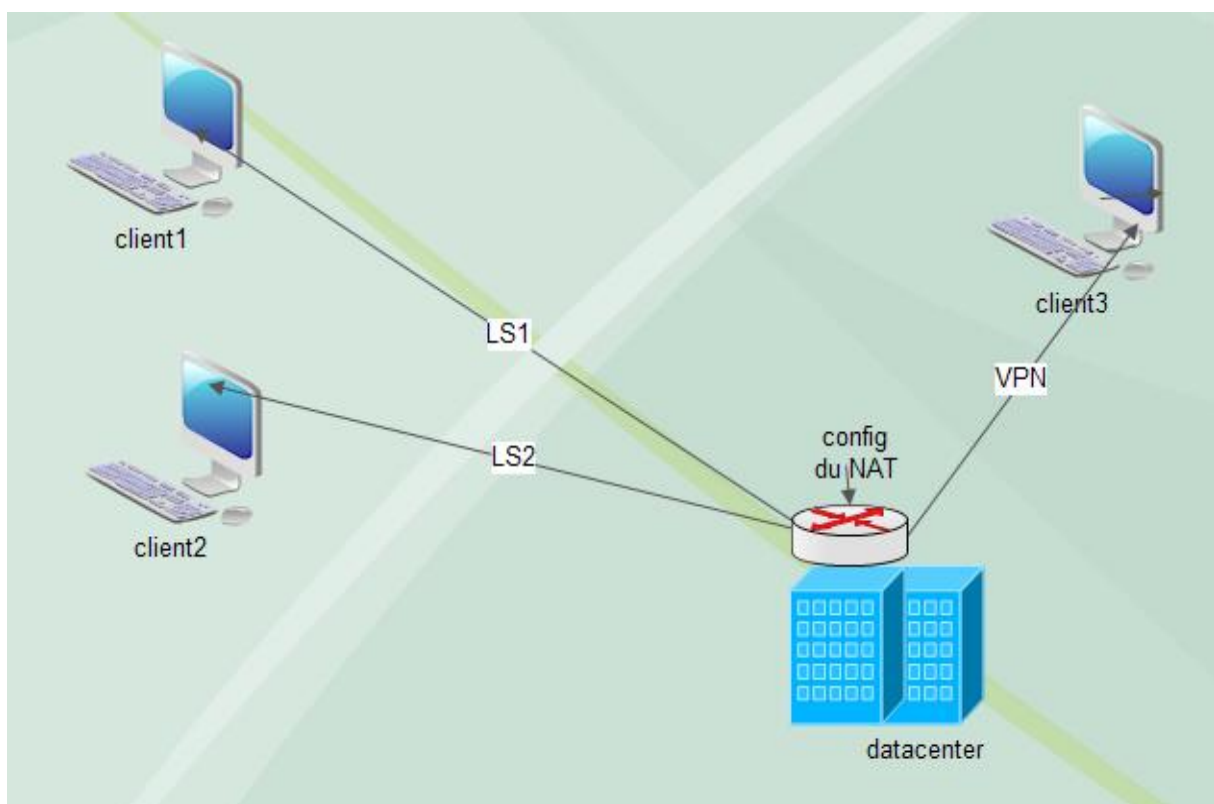 client1
client3
LS1
VPN
config
du NAT
LS2
client2
datacenter